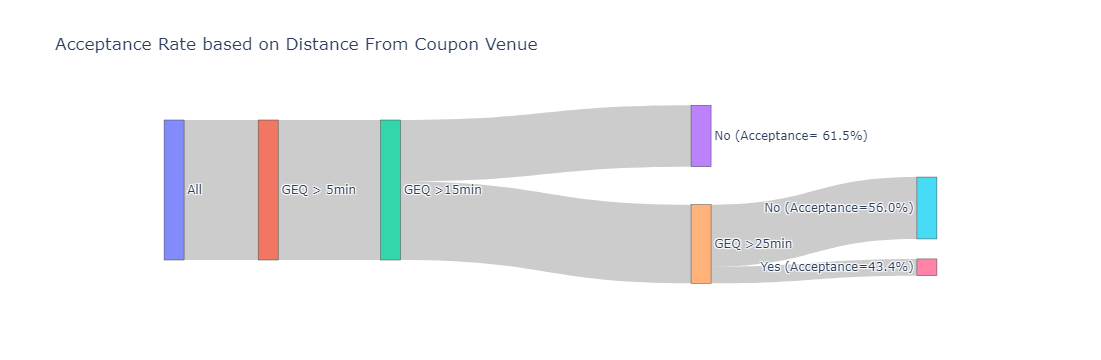 Acceptance Rate based on Distance From Coupon Venue
No (Acceptance= 61.5%)
All
GEQ > 5min
GEQ >15min
No (Acceptance=56.0%)
GEQ >25min
Yes (Acceptance=43.4%)